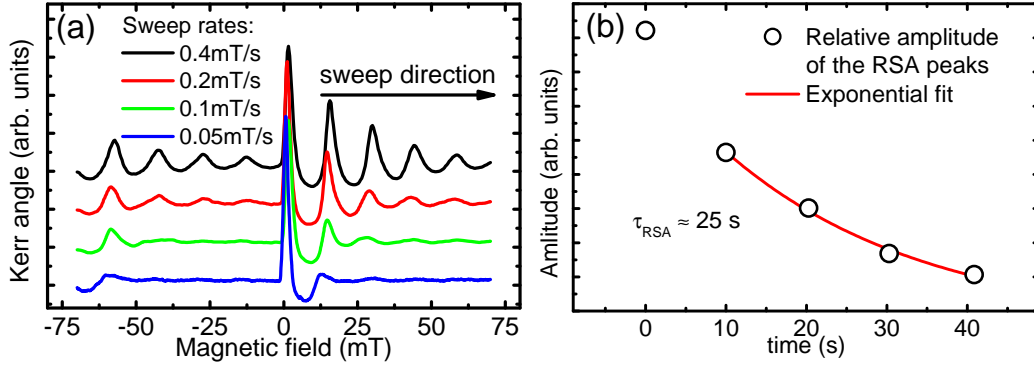 (a)
Sweep rates:
0.4mT/s
0.2mT/s
0.1mT/s
0.05mT/s
sweep direction
Kerr angle (arb. units)
-75 -50 -25 0 25 50 75
Magnetic field (mT)
(b)
Relative amplitude
of the RSA peaks
Exponential fit
τRSA ≈ 25 s
Amlitude (arb. units)
0 10 20 30 40
time (s)